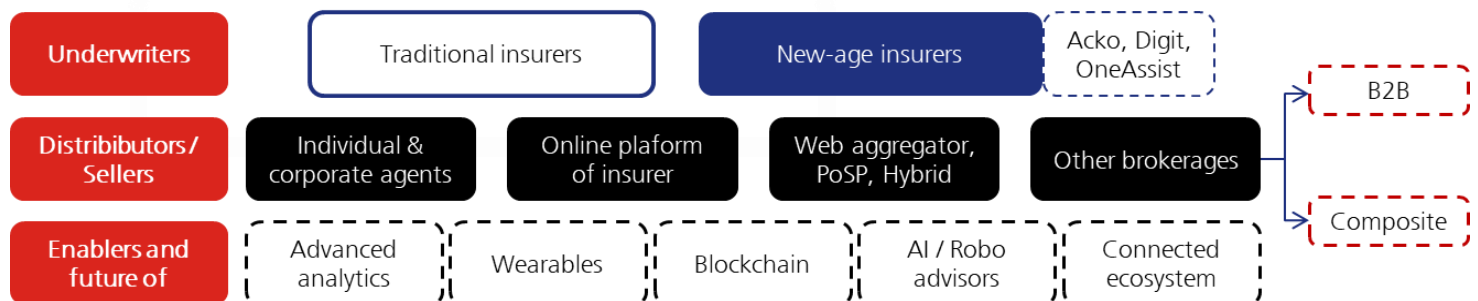 Underwriters
Traditional insurers
New-age insurers
Acko, Digit,
OneAssist
B2B
Distribibutors /
Sellers
Individual &
corporate agents
Online plaform
of insurer
Web aggregator,
PoSP, Hybrid
Other brokerages
Composite
Enablers and
future of
Advanced
analytics
Wearables
Blockchain
AI / Robo
advisors
Connected
ecosystem